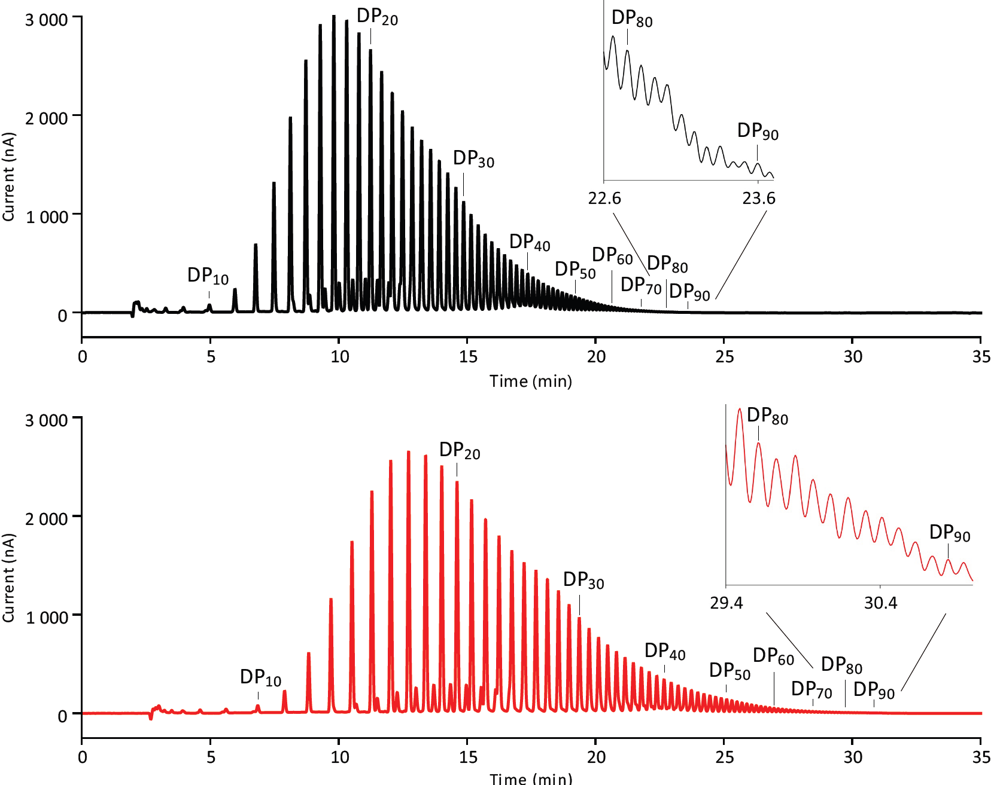 3 000
2 000
1 000
0
Current (nA)
DP10
DP20
DP30
DP40
DP50
DP60
DP70
DP80
DP90
DP80
DP90
22.6 23.6
0 5 10 15 20 25 30 35
Time (min)
3 000
2 000
1 000
0
Current (nA)
DP10
DP20
DP30
DP40
DP50
DP60
DP70
DP80
DP90
DP80
DP90
29.4 30.4
0 5 10 15 20 25 30 35
Time (min)